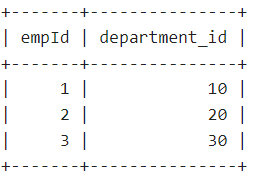 +-------+---------------+
| empId | department_id |
+-------+---------------+
|     1 |            10 |
|     2 |            20 |
|     3 |            30 |
+-------+---------------+